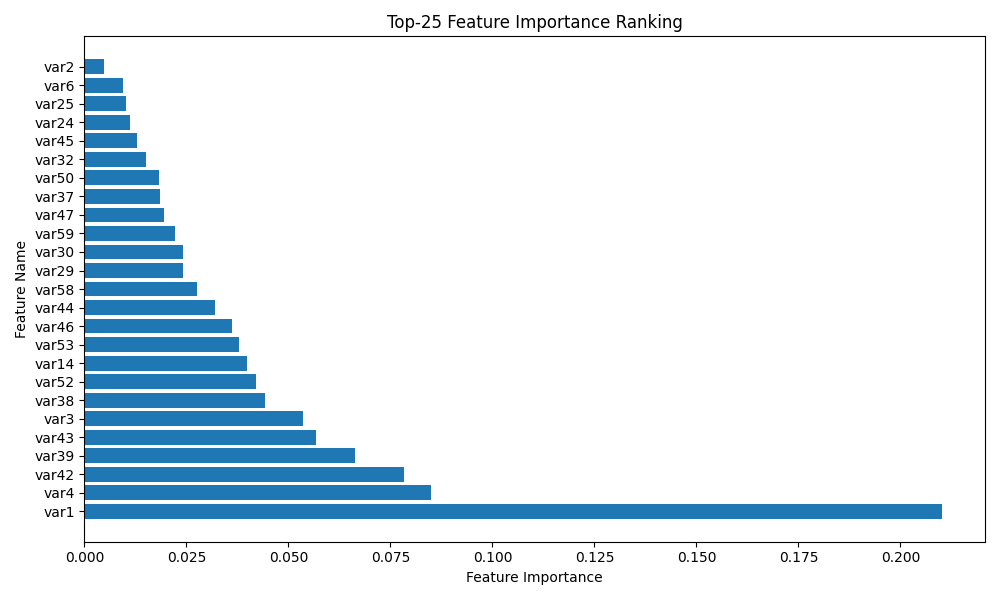 Top-25 Feature Importance Ranking
Feature Name
var2
var6
var25
var24
var45
var32
var50
var37
var47
var59
var30
var29
var58
var44
var46
var53
var14
var52
var38
var3
var43
var39
var42
var4
var1
0.000 0.025 0.050 0.075 0.100 0.125 0.150 0.175 0.200
Feature Importance